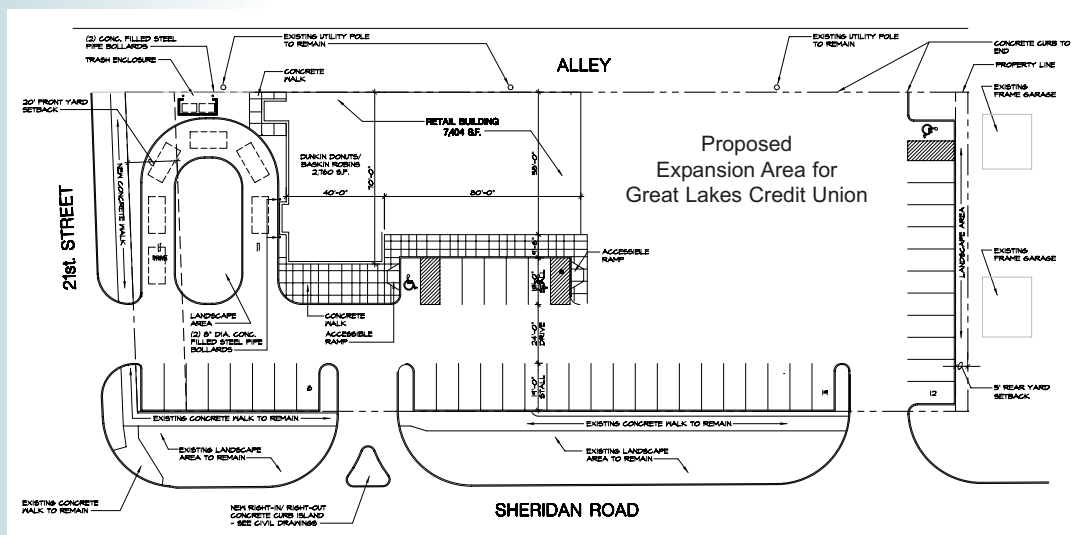 (2) CONC. FILLED STEEL
PIPE BOLLARDS
TRASH ENCLOSURE
EXISTING UTILITY POLE
TO REMAIN
CONCRETE
WALK
ALLEY
EXISTING UTILITY POLE
TO REMAIN
CONCRETE CURB TO
END
PROPERTY LINE
EXISTING
FRAME GARAGE
20' FRONT YARD
SETBACK
RETAIL BUILDING
7,404 S.F.
DUNKIN DONUTS/
BASKIN ROBINS
2,760 S.F.
70'-0"
58'-0"
40'-0"
80'-0"
Proposed
Expansion Area for
Great Lakes Credit Union
NEW CONCRETE WALK
21st. STREET
LANDSCAPE AREA
EXISTING
FRAME GARAGE
ACCESSIBLE
RAMP
LANDSCAPE
AREA
(2) 8" DIA. CONC.
FILLED STEEL PIPE
BOLLARDS
CONCRETE
WALK
ACCESSIBLE
RAMP
STALL
24'-0"
DRIVE
19'-0"
STALL
8
12
5' REAR YARD
SETBACK
EXISTING CONCRETE WALK TO REMAIN
EXISTING CONCRETE WALK TO REMAIN
EXISTING LANDSCAPE
AREA TO REMAIN
EXISTING LANDSCAPE
AREA TO REMAIN
EXISTING CONCRETE
WALK TO REMAIN
NEW RIGHT-IN/ RIGHT-OUT
CONCRETE CURB ISLAND
- SEE CIVIL DRAWINGS
SHERIDAN ROAD